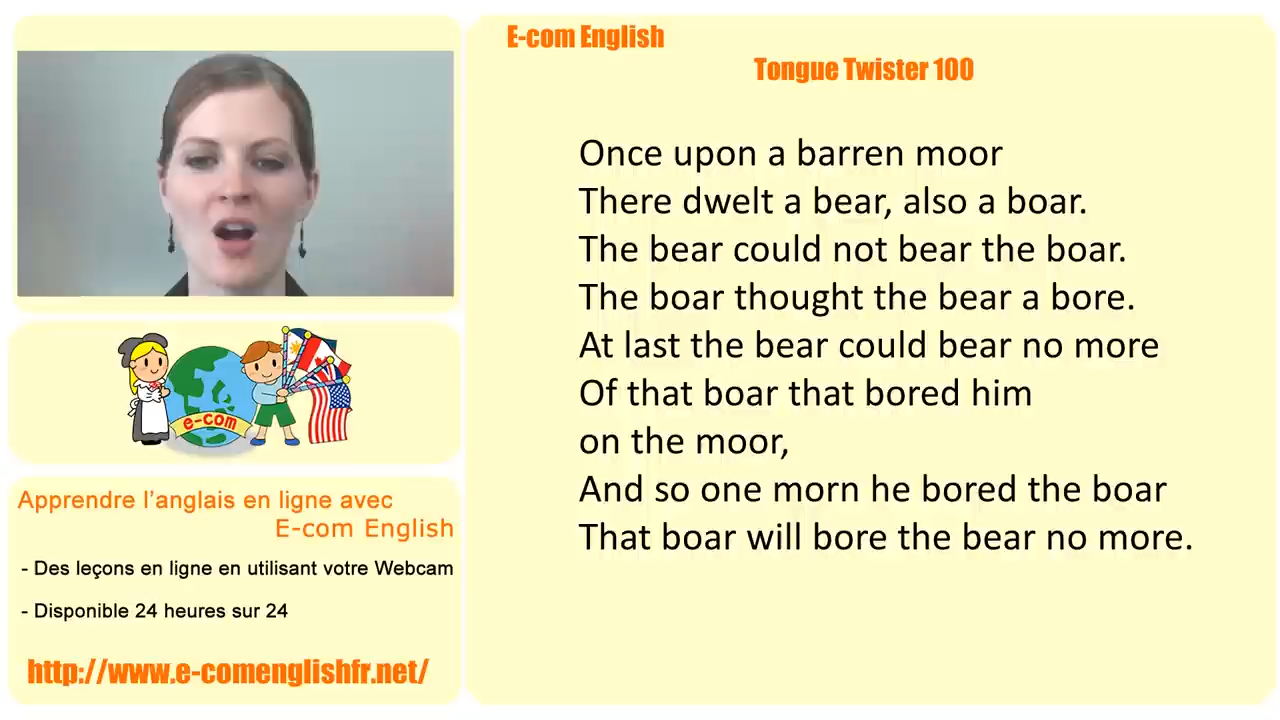 E-com English
Tongue Twister 100
Once upon a barren moor
There dwelt a bear, also a boar.
The bear could not bear the boar.
The boar thought the bear a bore.
At last the bear could bear no more
Of that boar that bored him
on the moor,
And so one morn he bored the boar
That boar will bore the bear no more.
e-com
Apprendre l'anglais en ligne avec
E-com English
- Des leçons en ligne en utilisant votre Webcam
- Disponible 24 heures sur 24
http://www.e-comenglishfr.net/